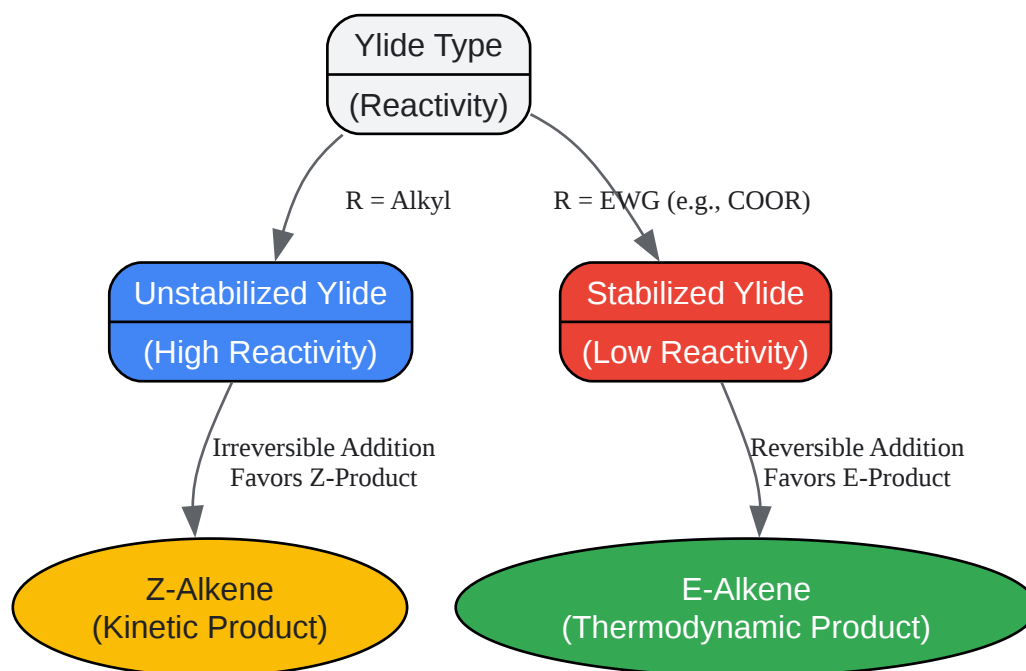 Ylide Type
(Reactivity)
R = Alkyl
R = EWG (e.g., COOR)
Unstabilized Ylide
(High Reactivity)
Stabilized Ylide
(Low Reactivity)
Irreversible Addition
Favors Z-Product
Reversible Addition
Favors E-Product
Z-Alkene
(Kinetic Product)
E-Alkene
(Thermodynamic Product)